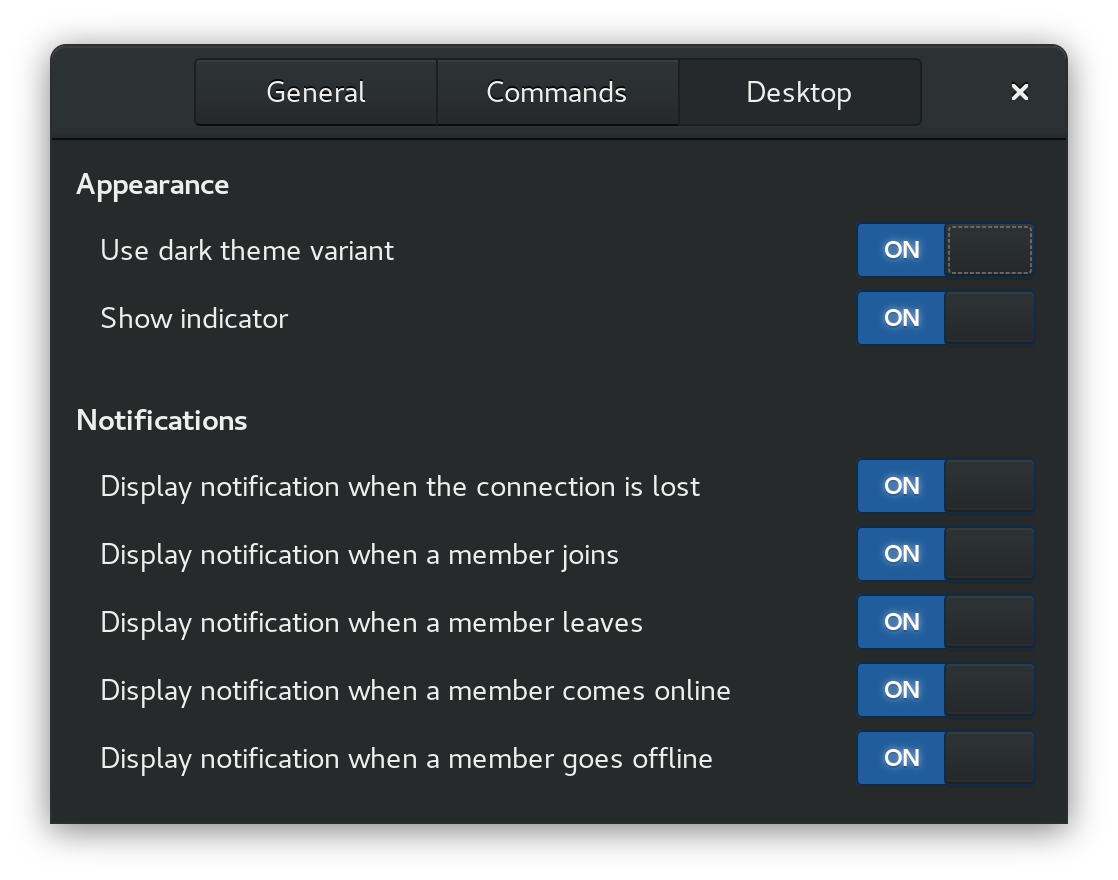 General Commands Desktop ×
Appearance
Use dark theme variant ON
Show indicator ON
Notifications
Display notification when the connection is lost ON
Display notification when a member joins ON
Display notification when a member leaves ON
Display notification when a member comes online ON
Display notification when a member goes offline ON